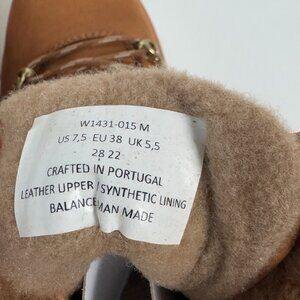 W1431-015 M
US 7,5 EU 38 UK 5,5
28 22
CRAFTED IN PORTUGAL
LEATHER UPPER / SYNTHETIC LINING
BALANCE MAN MADE